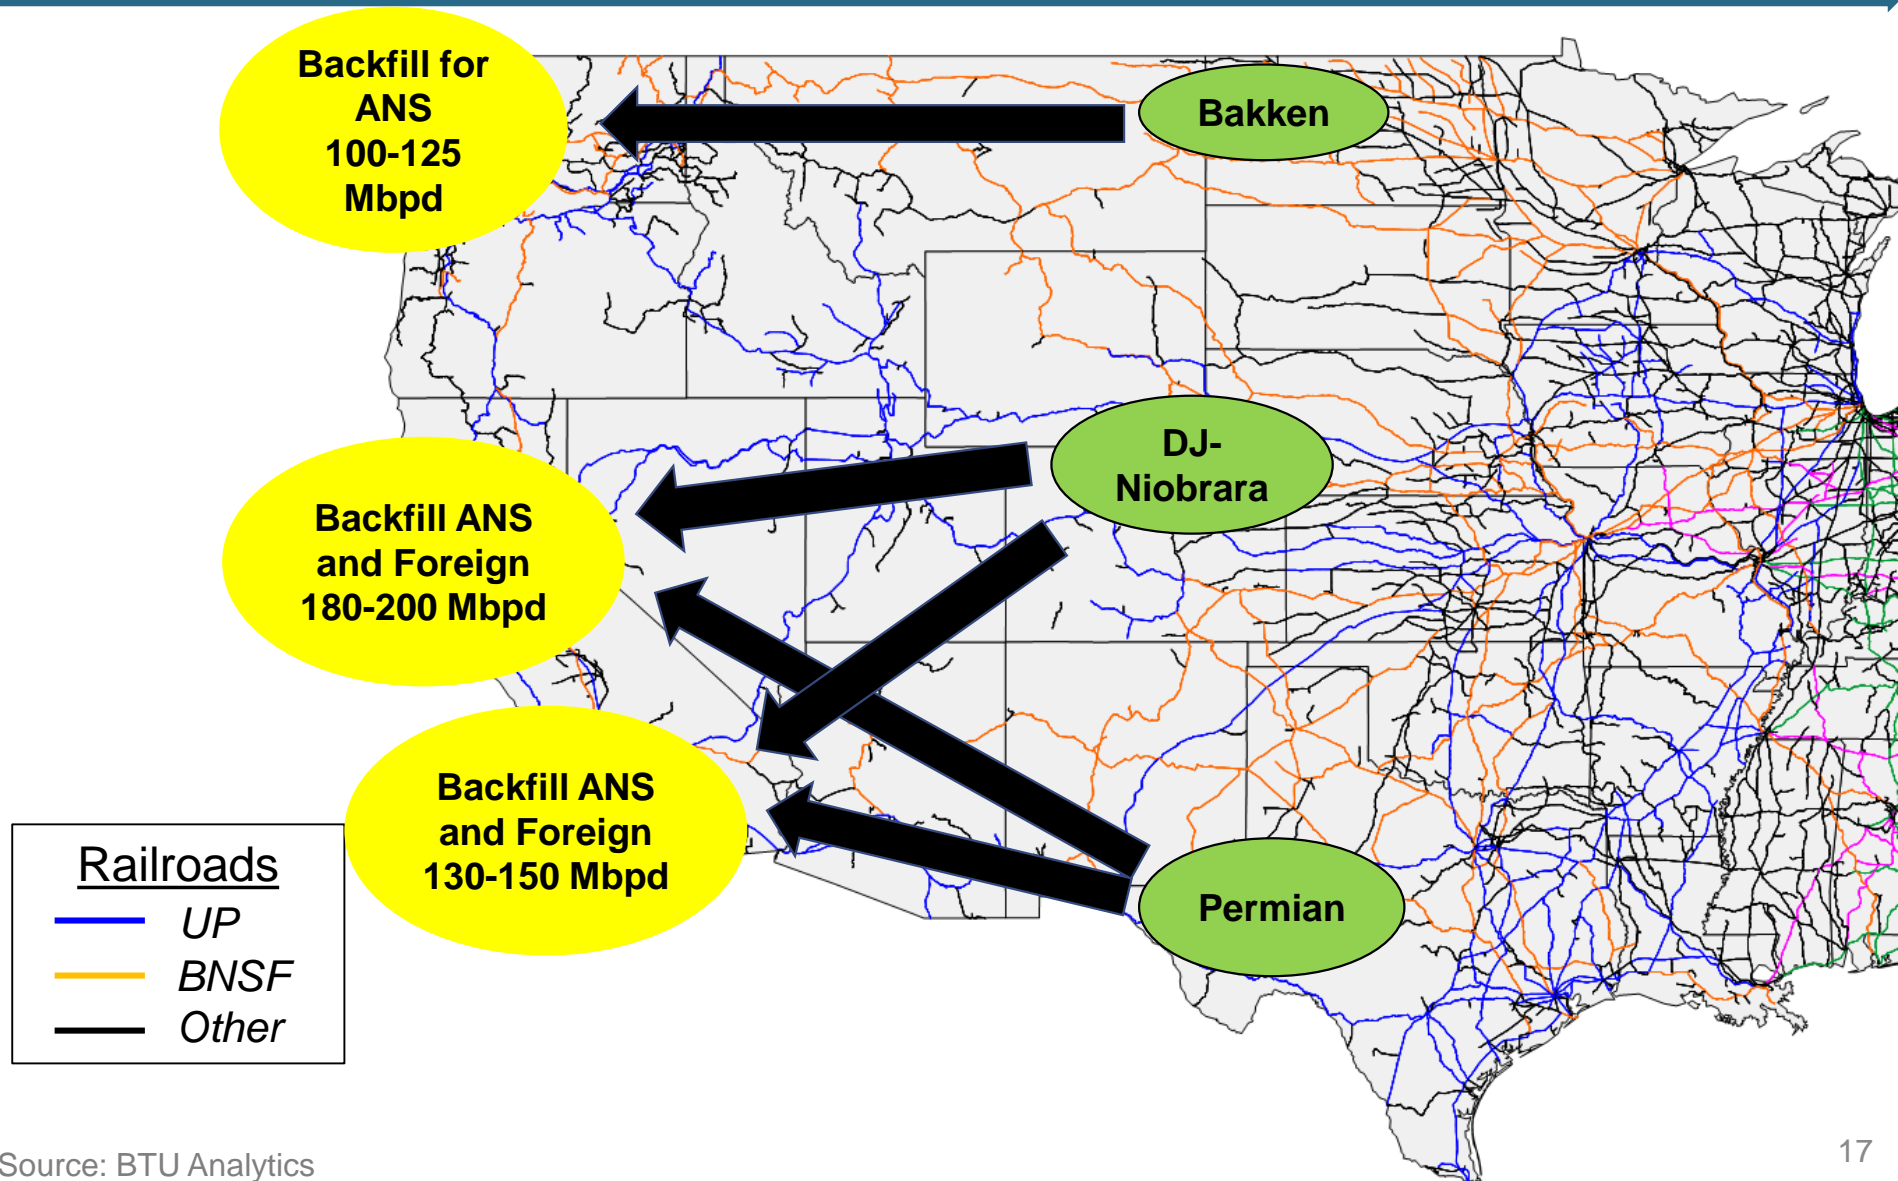 Backfill for
ANS
100-125
Mbpd
Bakken
DJ-
Niobrara
Backfill ANS
and Foreign
180-200 Mbpd
Backfill ANS
and Foreign
130-150 Mbpd
Permian
Railroads
UP
BNSF
Other
Source: BTU Analytics
17